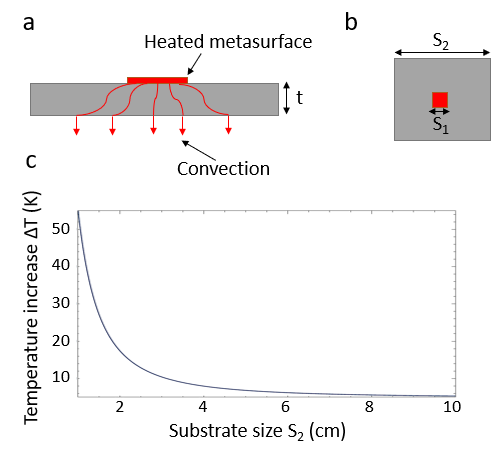 a
Heated metasurface
t
Convection
b
S₂
S₁
c
Temperature increase ΔT (K)
50
40
30
20
10
2 4 6 8 10
Substrate size S₂ (cm)